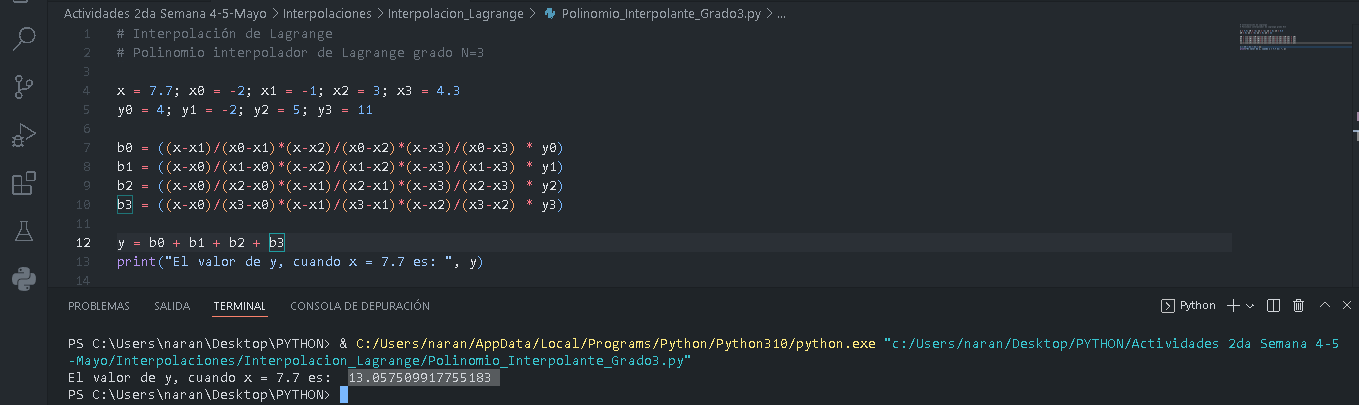 Actividades 2da Semana 4-5-Mayo > Interpolaciones > Interpolacion_Lagrange > Polinomio_Interpolante_Grado3.py > ...
1 # Interpolación de Lagrange
2 # Polinomio interpolador de Lagrange grado N=3
3
4 x = 7.7; x0 = -2; x1 = -1; x2 = 3; x3 = 4.3
5 y0 = 4; y1 = -2; y2 = 5; y3 = 11
6
7 b0 = ((x-x1)/(x0-x1)*(x-x2)/(x0-x2)*(x-x3)/(x0-x3) * y0)
8 b1 = ((x-x0)/(x1-x0)*(x-x2)/(x1-x2)*(x-x3)/(x1-x3) * y1)
9 b2 = ((x-x0)/(x2-x0)*(x-x1)/(x2-x1)*(x-x3)/(x2-x3) * y2)
10 b3 = ((x-x0)/(x3-x0)*(x-x1)/(x3-x1)*(x-x2)/(x3-x2) * y3)
11
12 y = b0 + b1 + b2 + b3
13 print("El valor de y, cuando x = 7.7 es: ", y)
14
PROBLEMAS SALIDA TERMINAL CONSOLA DE DEPURACIÓN Python
PS C:\Users\naran\Desktop\PYTHON> & C:/Users/naran/AppData/Local/Programs/Python/Python310/python.exe "c:/Users/naran/Desktop/PYTHON/Actividades 2da Semana 4-5
-Mayo/Interpolaciones/Interpolacion_Lagrange/Polinomio_Interpolante_Grado3.py"
El valor de y, cuando x = 7.7 es:  13.057509917755183
PS C:\Users\naran\Desktop\PYTHON>